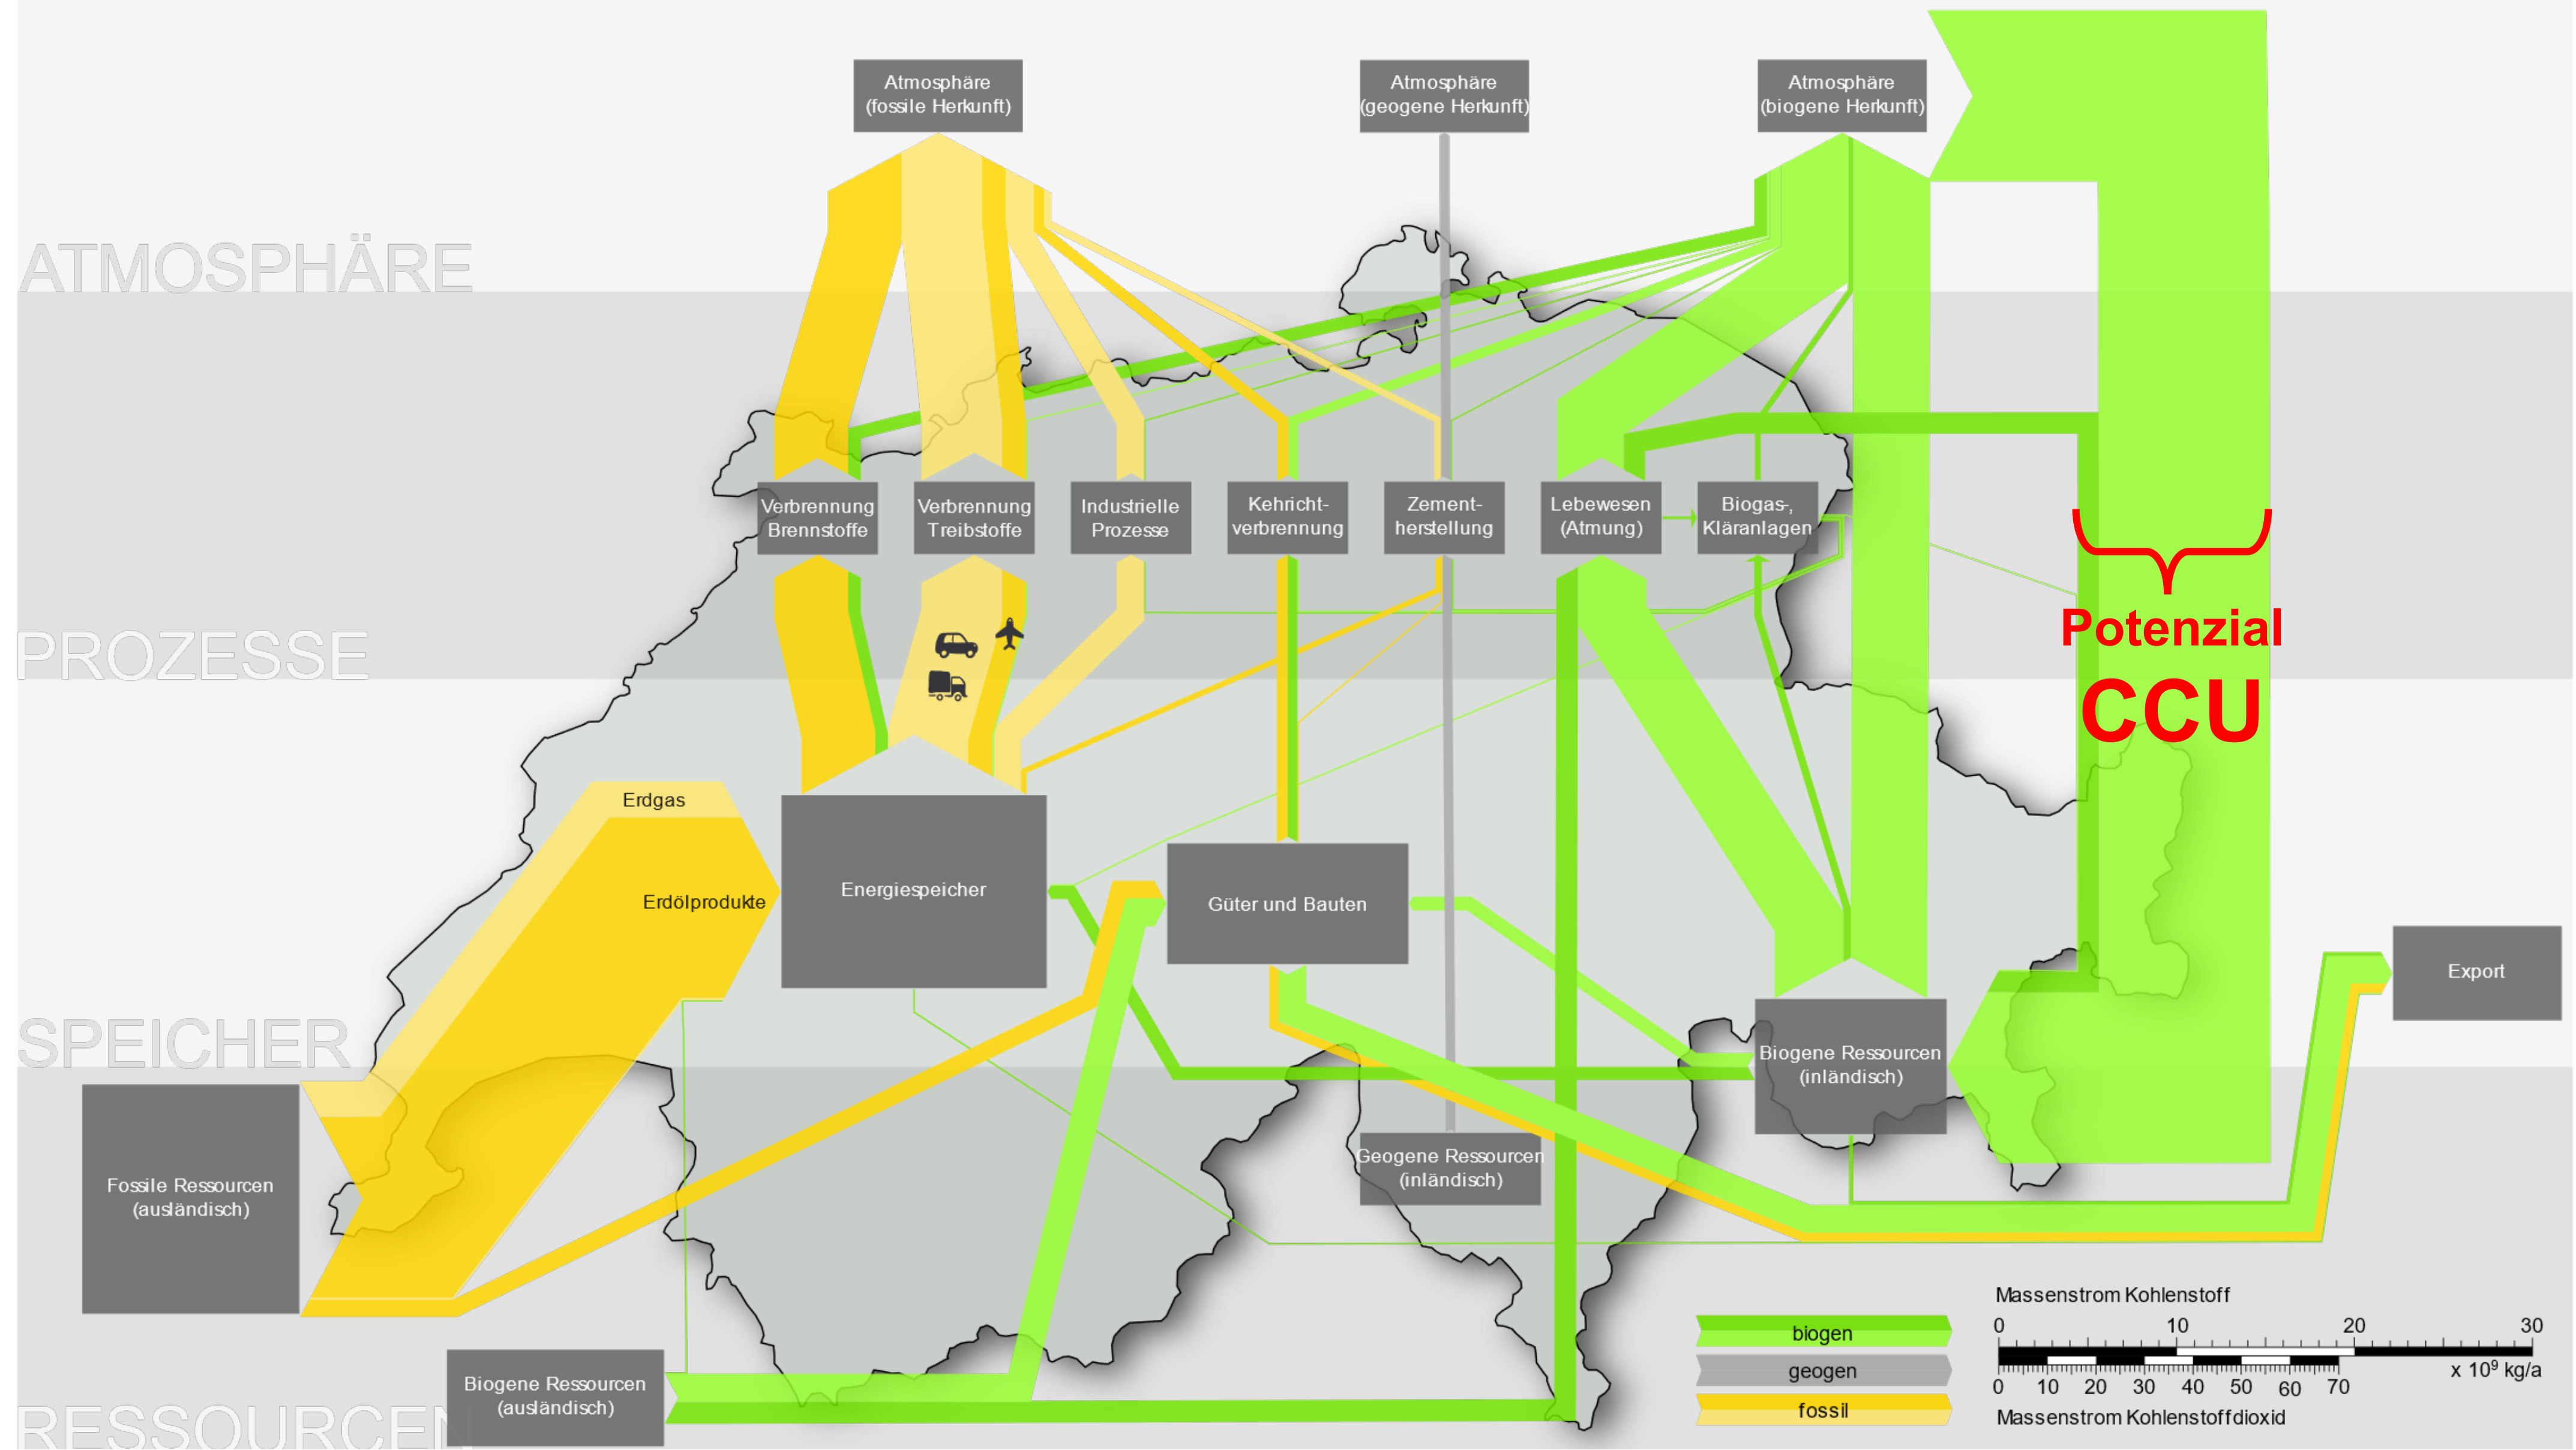 Atmosphäre
(fossile Herkunft)
Atmosphäre
(geogene Herkunft)
Atmosphäre
(biogene Herkunft)
ATMOSPHÄRE
Verbrennung
Brennstoffe
Verbrennung
Treibstoffe
Industrielle
Prozesse
Kehricht-
verbrennung
Zement-
herstellung
Lebewesen
(Atmung)
Biogas-,
Kläranlagen
PROZESSE
Potenzial
CCU
Erdgas
Erdölprodukte
Energiespeicher
Güter und Bauten
Export
SPEICHER
Biogene Ressourcen
(inländisch)
Geogene Ressourcen
(inländisch)
Fossile Ressourcen
(ausländisch)
Biogene Ressourcen
(ausländisch)
RESSOURCEN
biogen
geogen
fossil
Massenstrom Kohlenstoff
0 10 20 30
x 10⁹ kg/a
0 10 20 30 40 50 60 70
Massenstrom Kohlenstoffdioxid